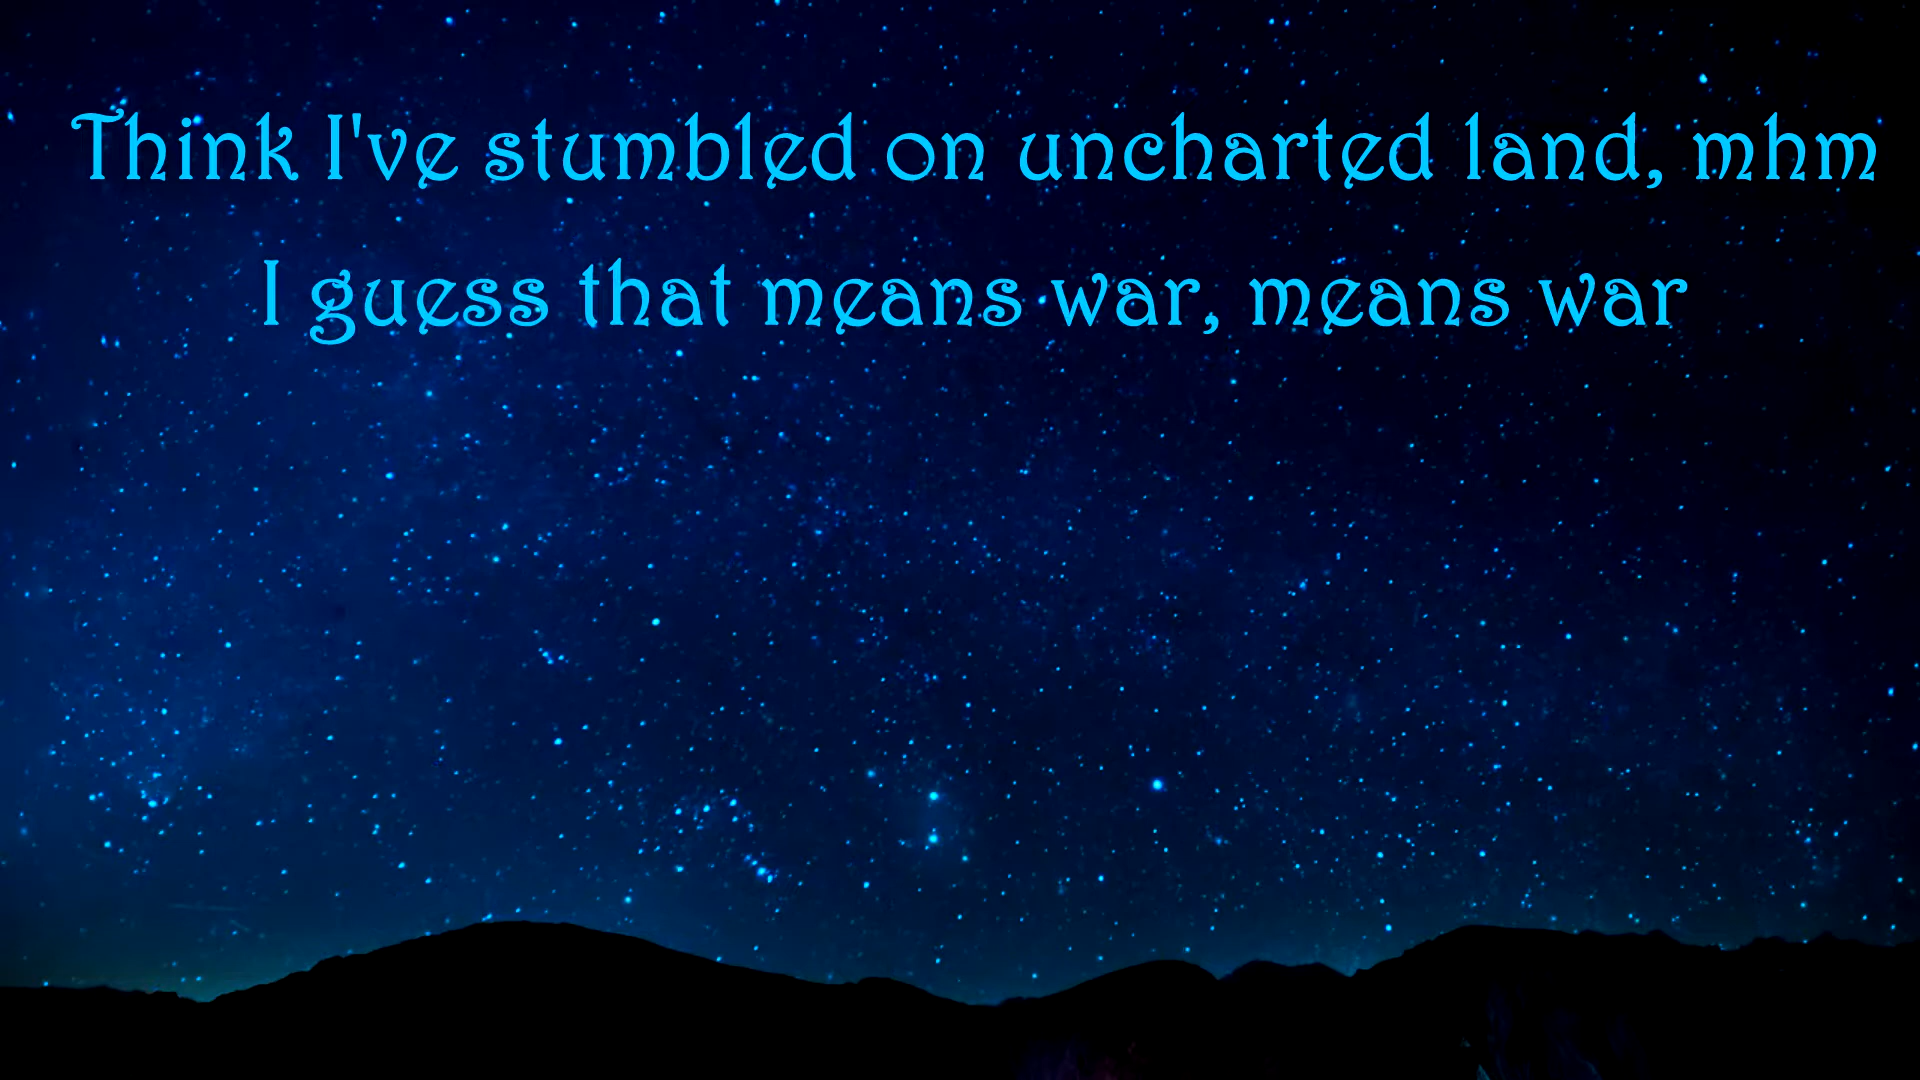 Think I've stumbled on uncharted land, mhm
I guess that means war, means war